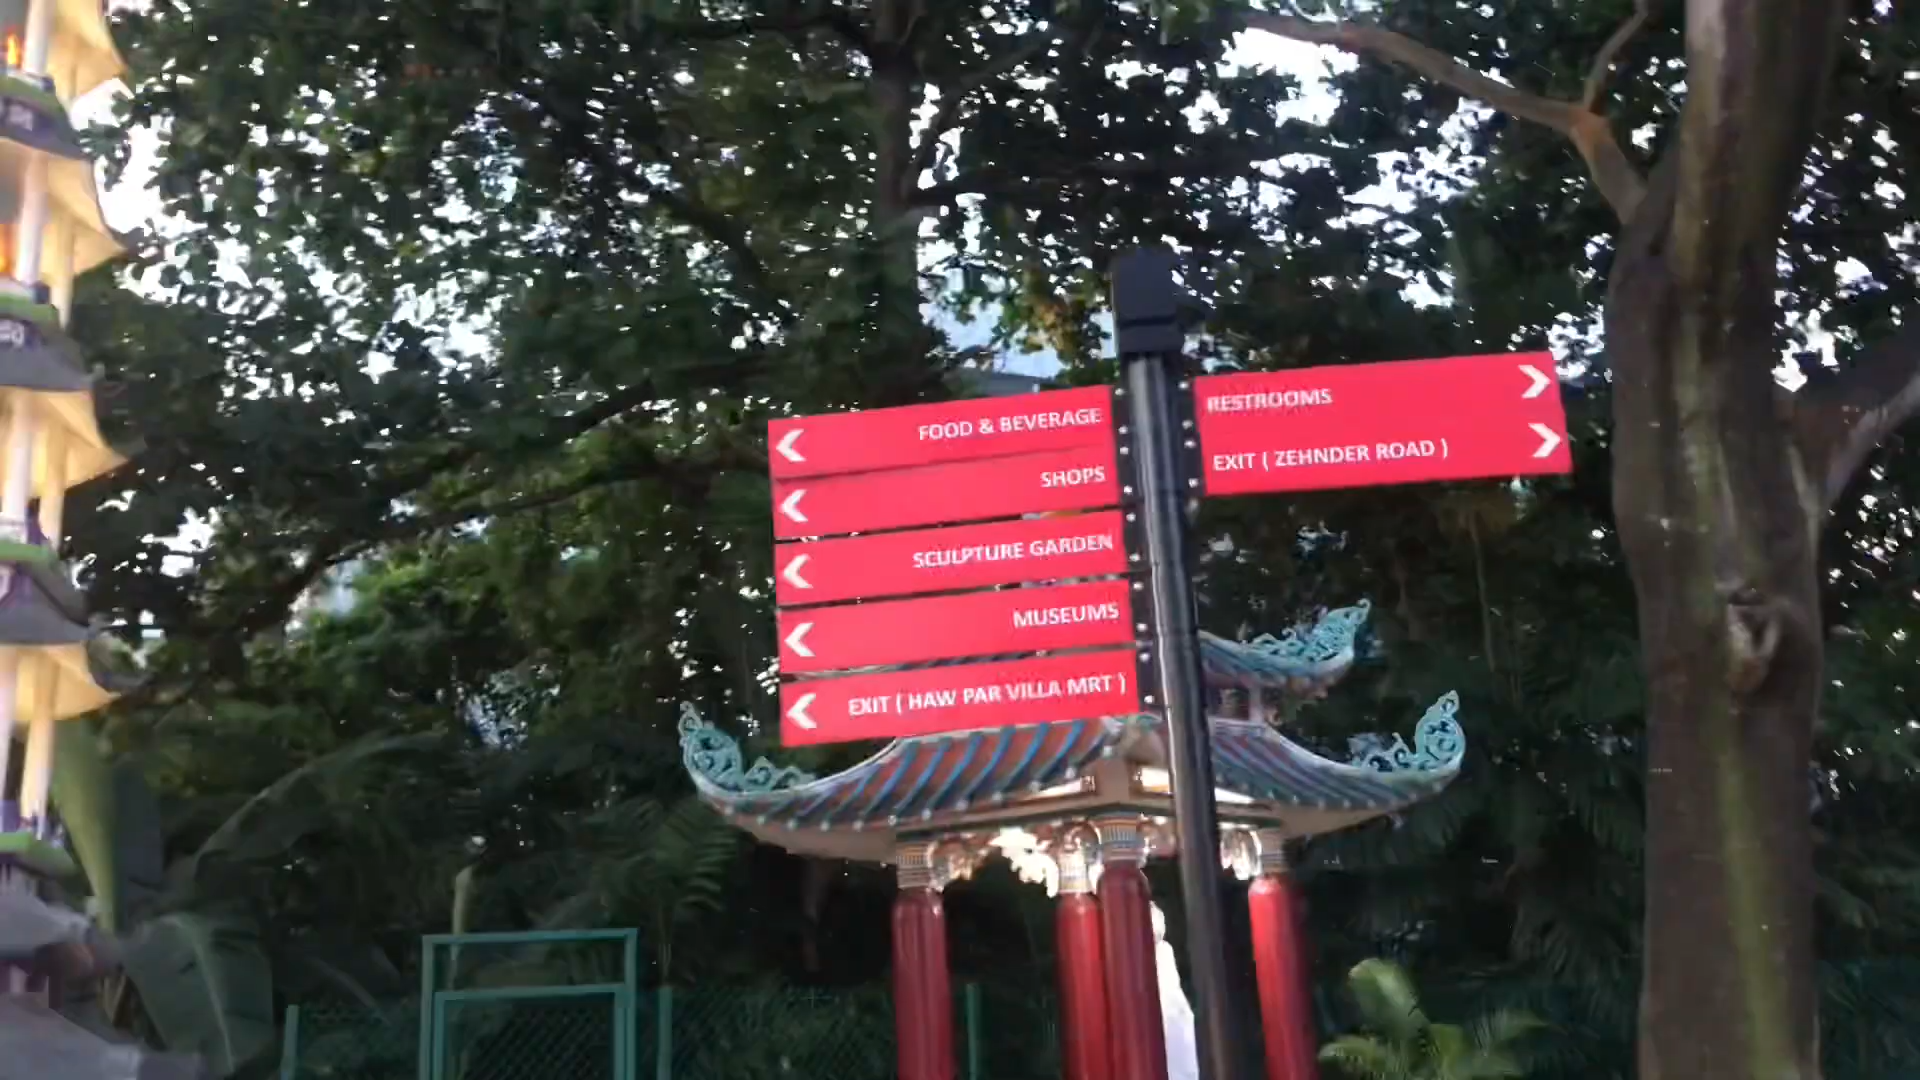 FOOD & BEVERAGE
SHOPS
SCULPTURE GARDEN
MUSEUMS
EXIT ( HAW PAR VILLA MRT )
RESTROOMS
EXIT ( ZEHNDER ROAD )